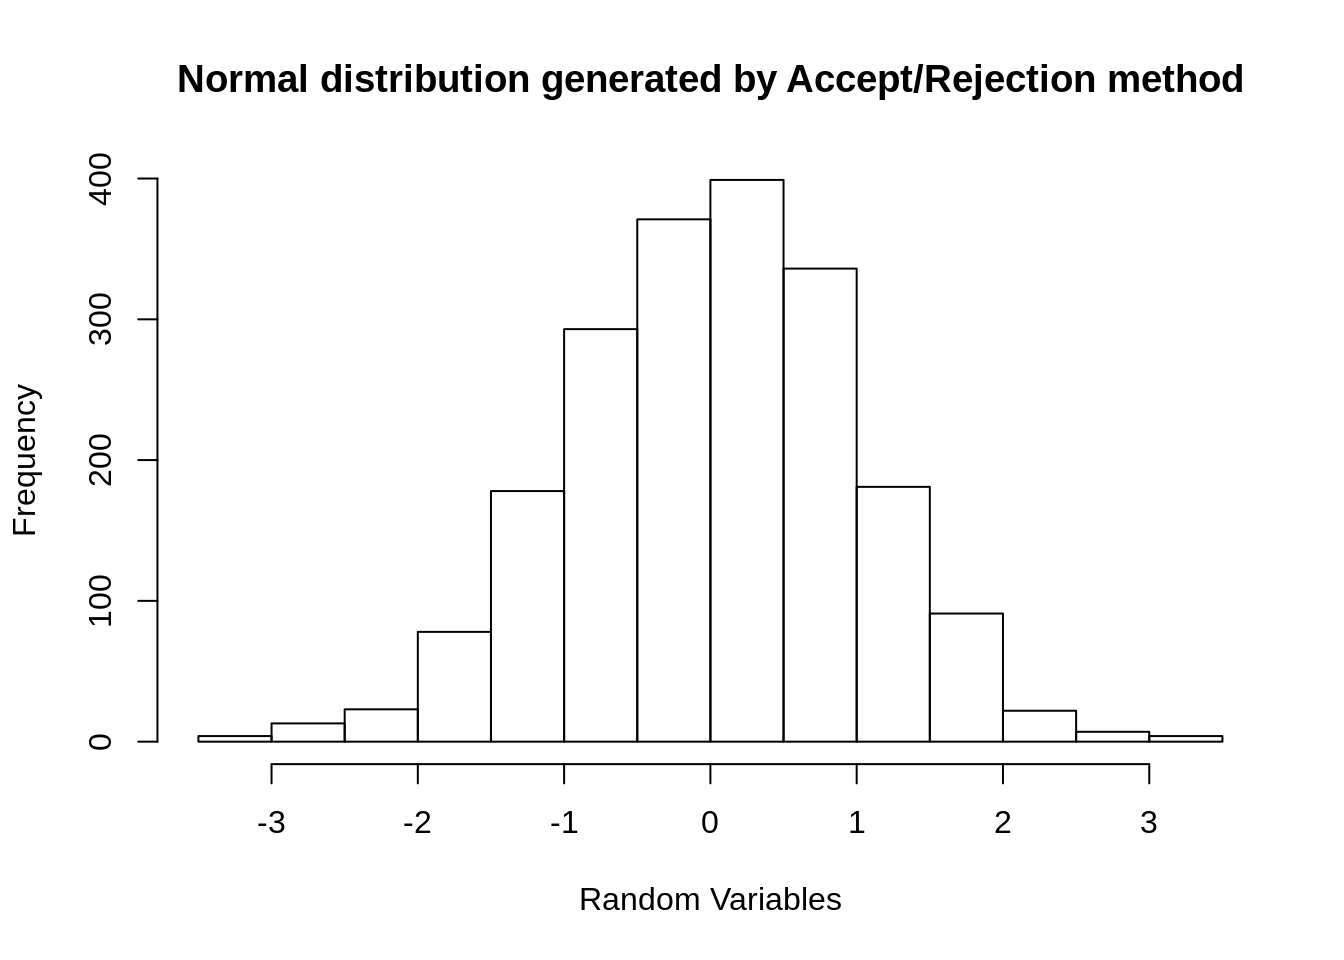 Normal distribution generated by Accept/Rejection method
Frequency
400
300
200
100
0
-3 -2 -1 0 1 2 3
Random Variables